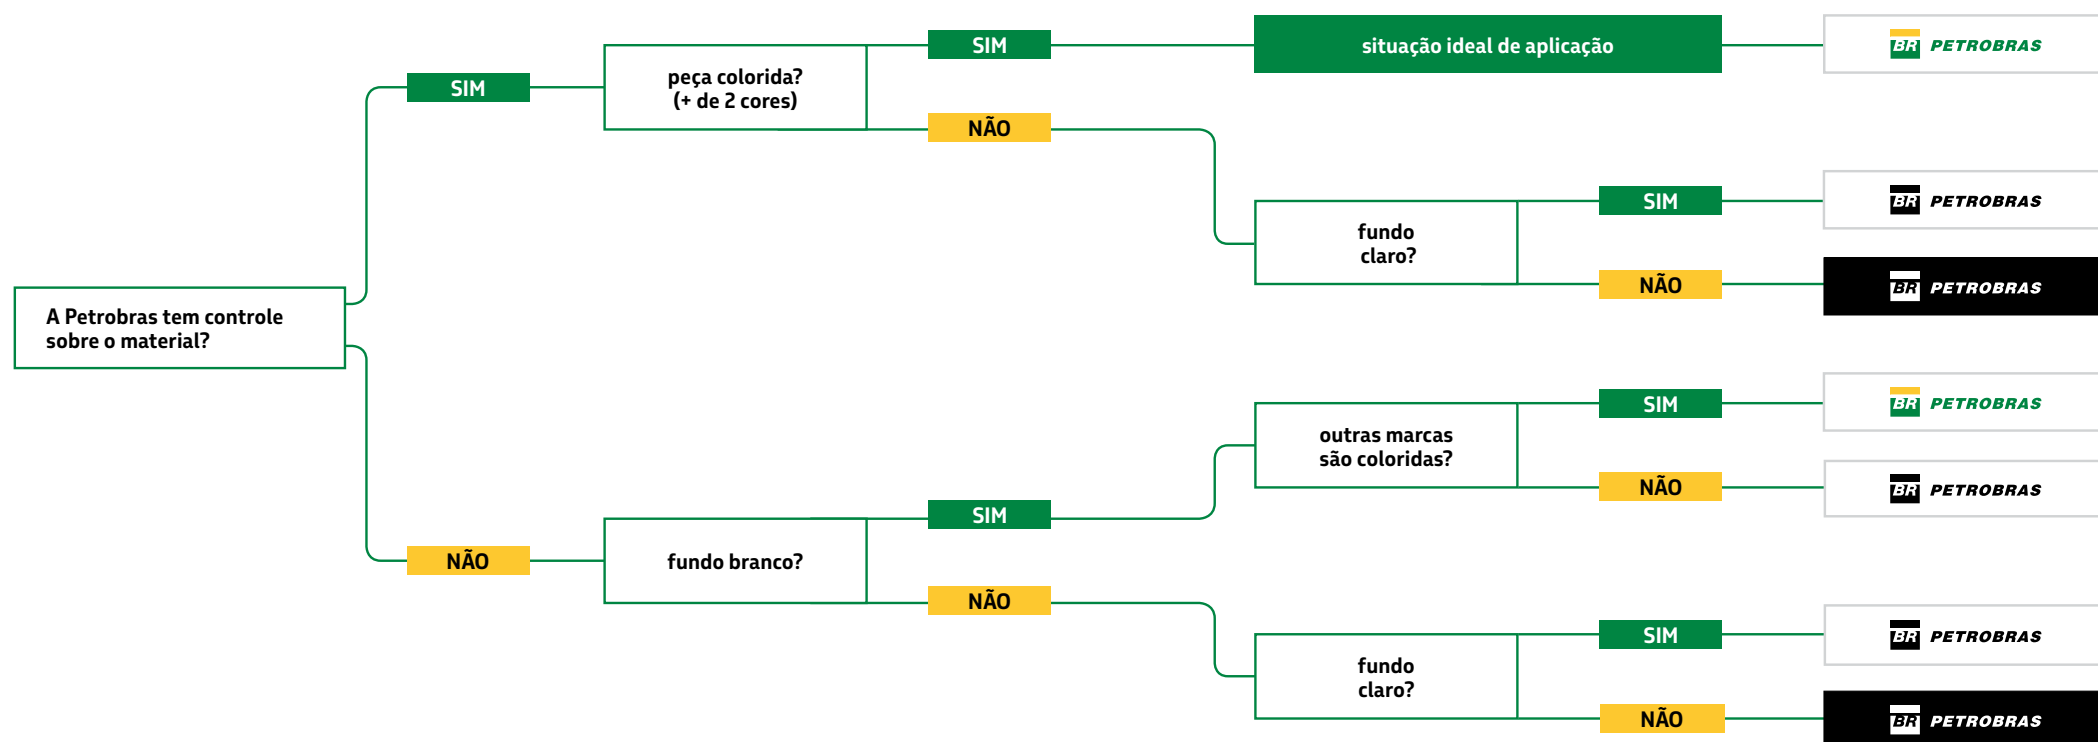 SIM
situação ideal de aplicação
BR PETROBRAS
SIM
peça colorida?
(+ de 2 cores)
NÃO
SIM
BR PETROBRAS
fundo
claro?
NÃO
BR PETROBRAS
A Petrobras tem controle
sobre o material?
SIM
BR PETROBRAS
outras marcas
são coloridas?
NÃO
BR PETROBRAS
SIM
NÃO
fundo branco?
NÃO
SIM
BR PETROBRAS
fundo
claro?
NÃO
BR PETROBRAS